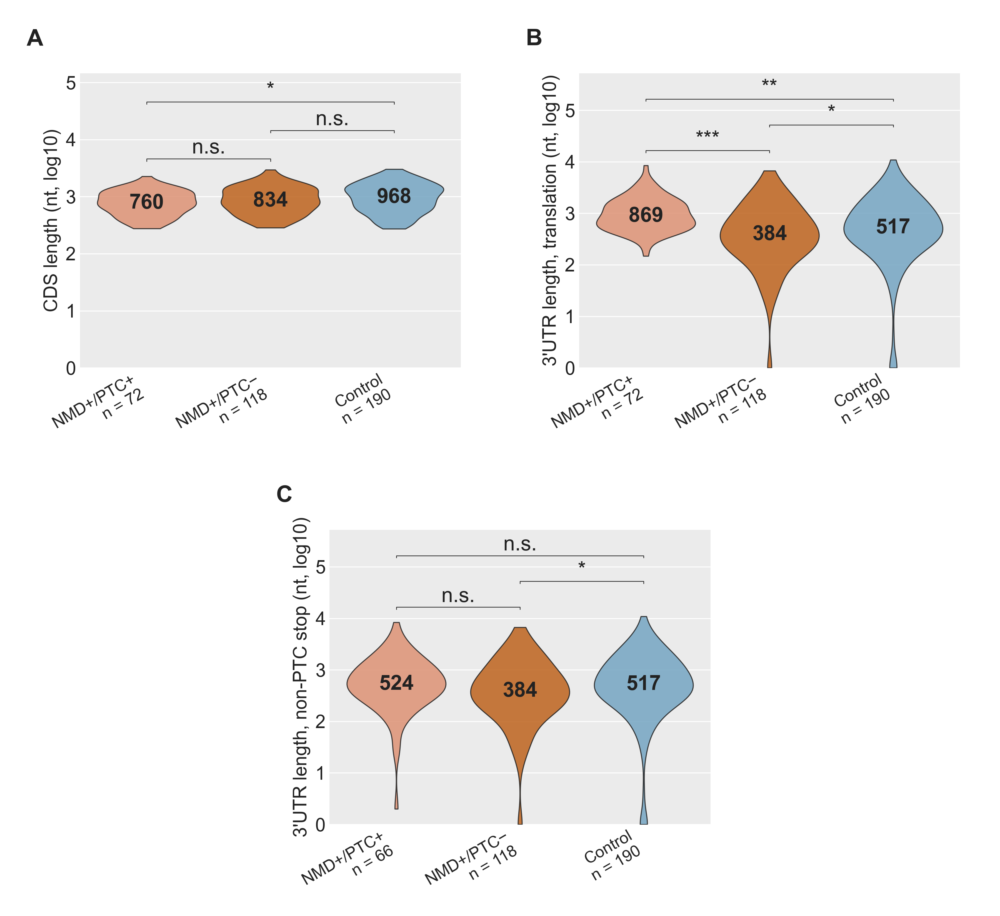 A
CDS length (nt, log10)
5
4
3
2
1
0
*
n.s.
n.s.
760
834
968
NMD+/PTC+
n = 72
NMD+/PTC−
n = 118
Control
n = 190
B
3'UTR length, translation (nt, log10)
5
4
3
2
1
0
**
*
***
869
384
517
NMD+/PTC+
n = 72
NMD+/PTC−
n = 118
Control
n = 190
C
3'UTR length, non-PTC stop (nt, log10)
5
4
3
2
1
0
n.s.
*
n.s.
524
384
517
NMD+/PTC+
n = 66
NMD+/PTC−
n = 118
Control
n = 190